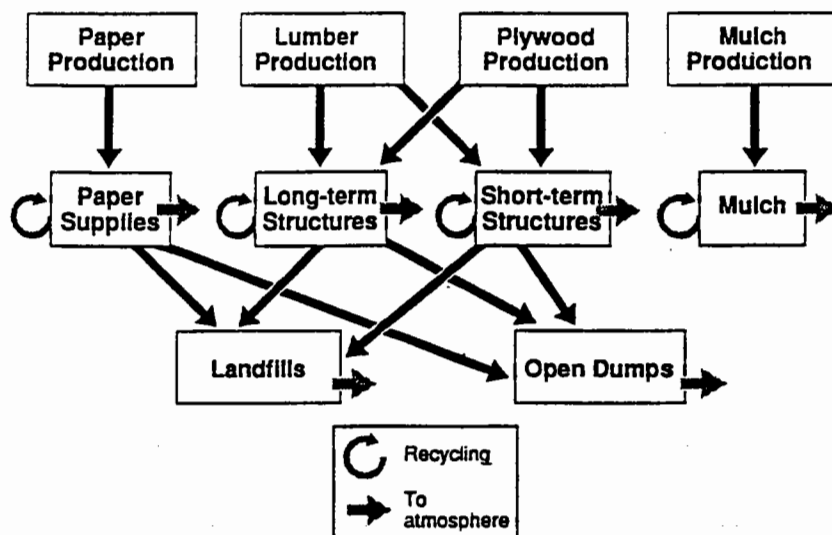 Paper
Production
Lumber
Production
Plywood
Production
Mulch
Production
Paper
Supplies
Long-term
Structures
Short-term
Structures
Mulch
Landfills
Open Dumps
Recycling
To
atmosphere